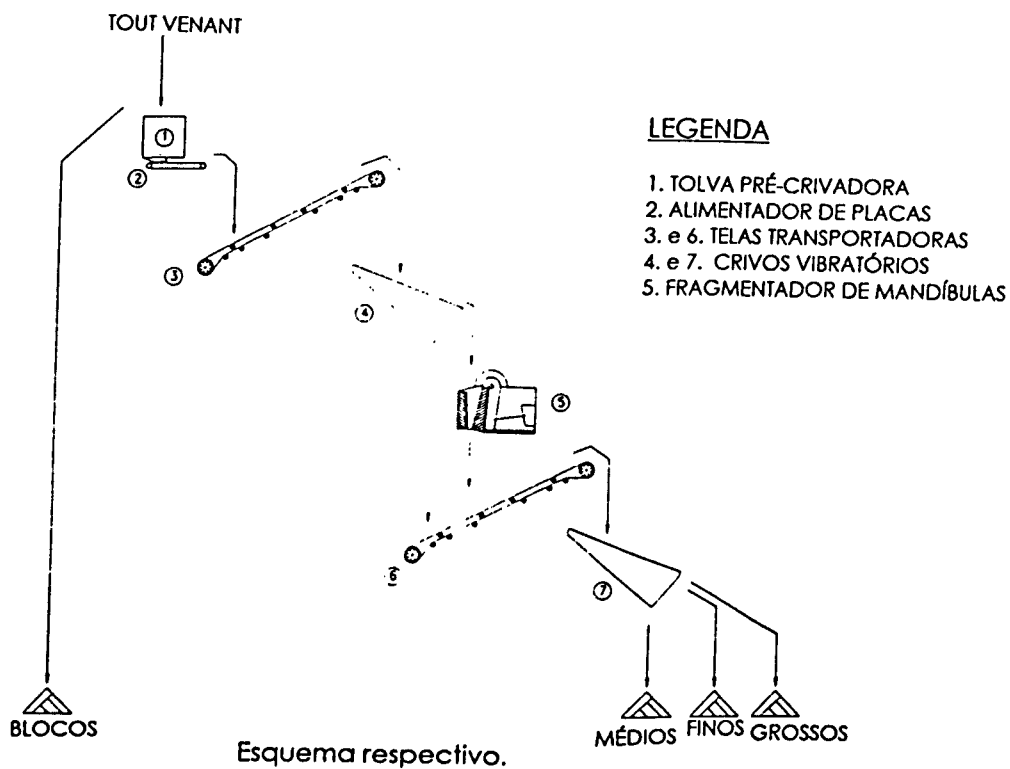 TOUT VENANT
1
2
3
4
5
6
7
LEGENDA
1. TOLVA PRÉ-CRIVADORA
2. ALIMENTADOR DE PLACAS
3. e 6. TELAS TRANSPORTADORAS
4. e 7. CRIVOS VIBRATÓRIOS
5. FRAGMENTADOR DE MANDÍBULAS
BLOCOS
MÉDIOS
FINOS
GROSSOS
Esquema respectivo.